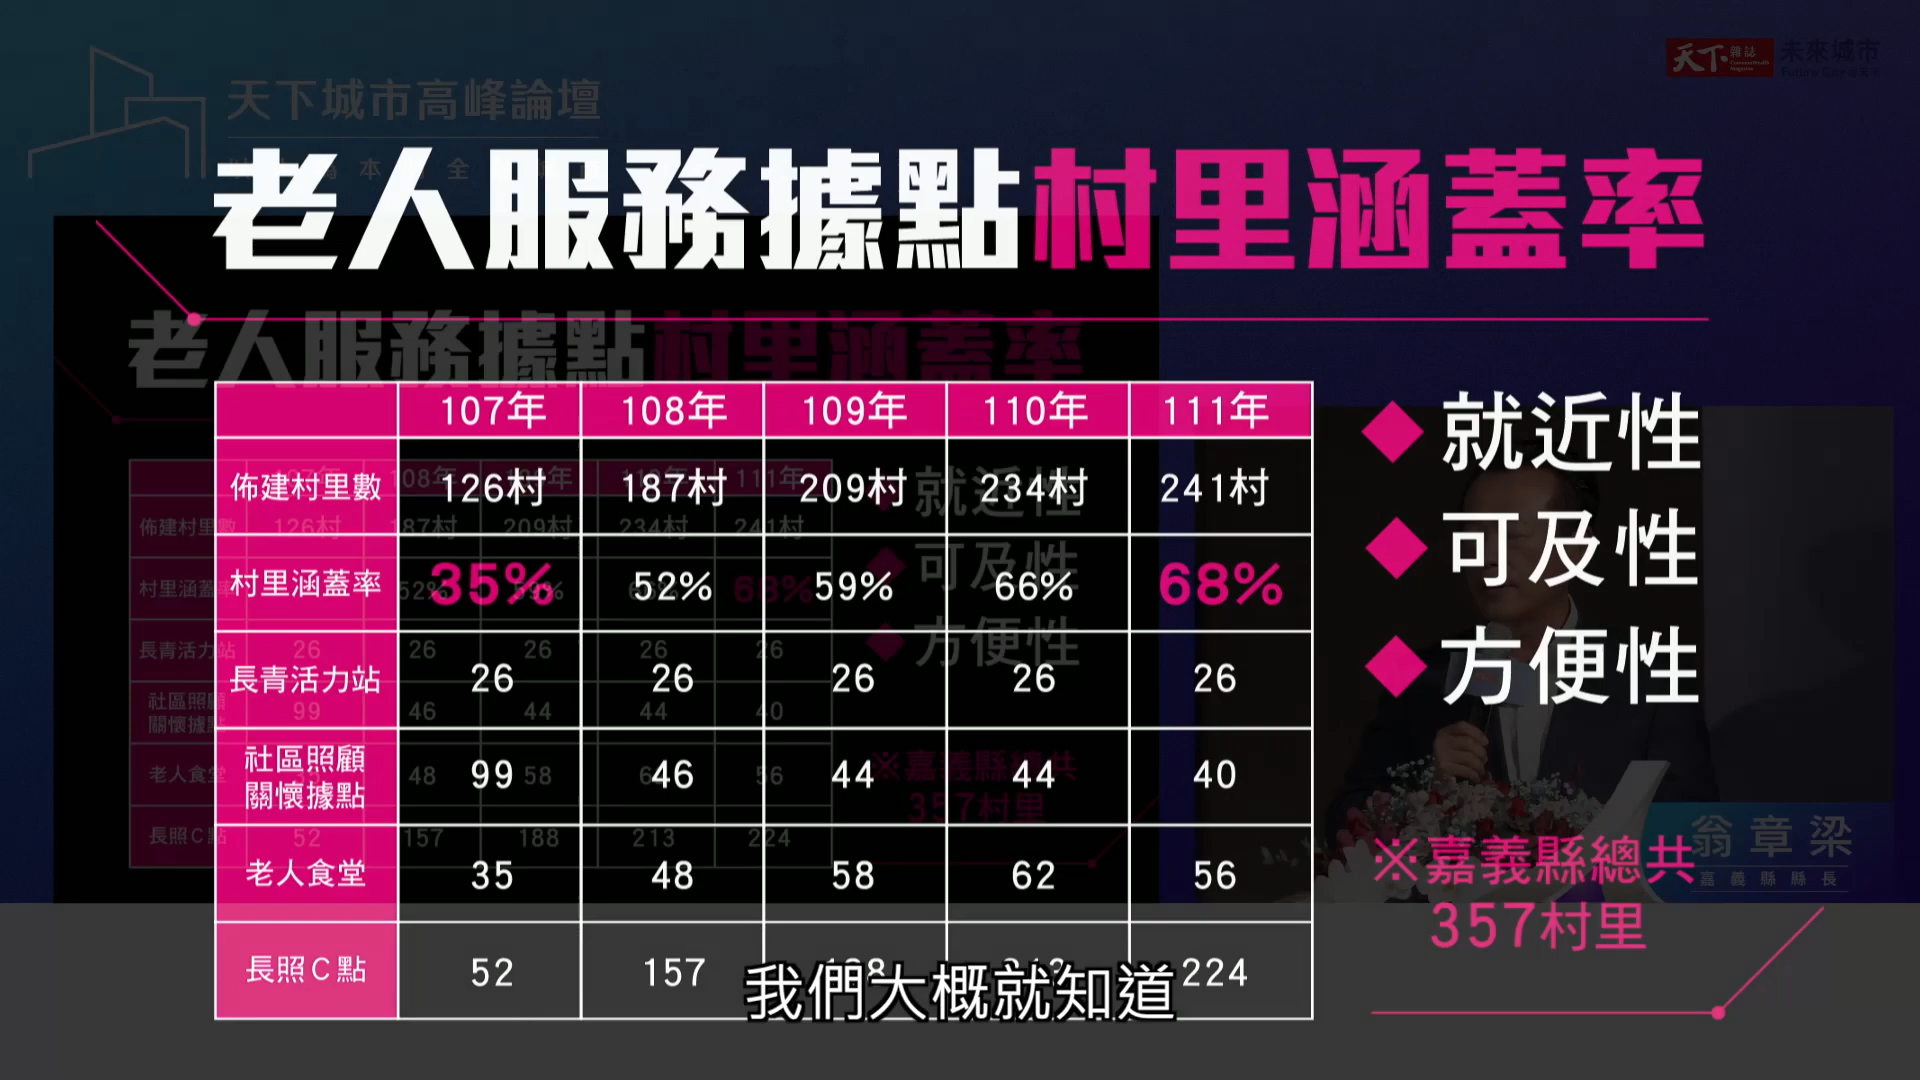 天下城市高峰論壇
天下雜誌 未來城市
老人服務據點村里涵蓋率
107年 108年 109年 110年 111年
佈建村里數 126村 187村 209村 234村 241村
村里涵蓋率 35% 52% 59% 66% 68%
長青活力站 26 26 26 26 26
社區照顧關懷據點 99 46 44 44 40
老人食堂 35 48 58 62 56
長照C點 52 157 188 213 224
◆就近性
◆可及性
◆方便性
※嘉義縣總共
357村里
翁章梁
嘉義縣縣長
我們大概就知道